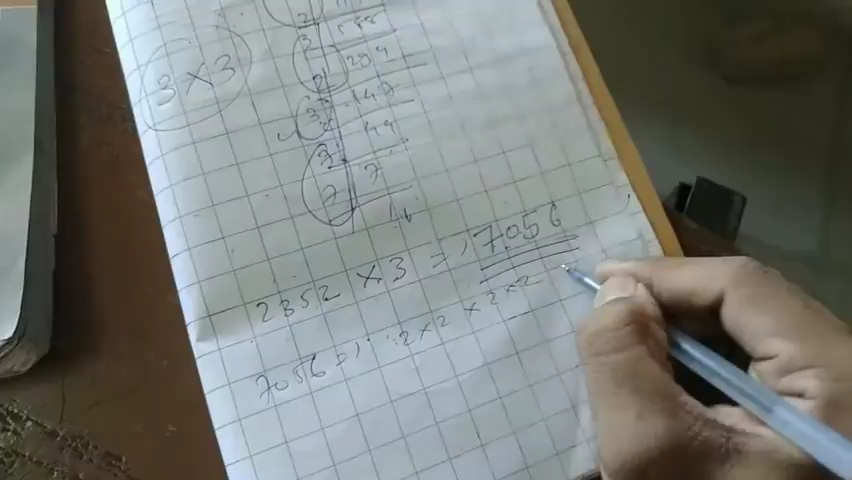 3 × 3
2 588
2 294
3 147
7 49
7 7
1
2352 × 3 = 7056
7056 = 2×2 × 2×2